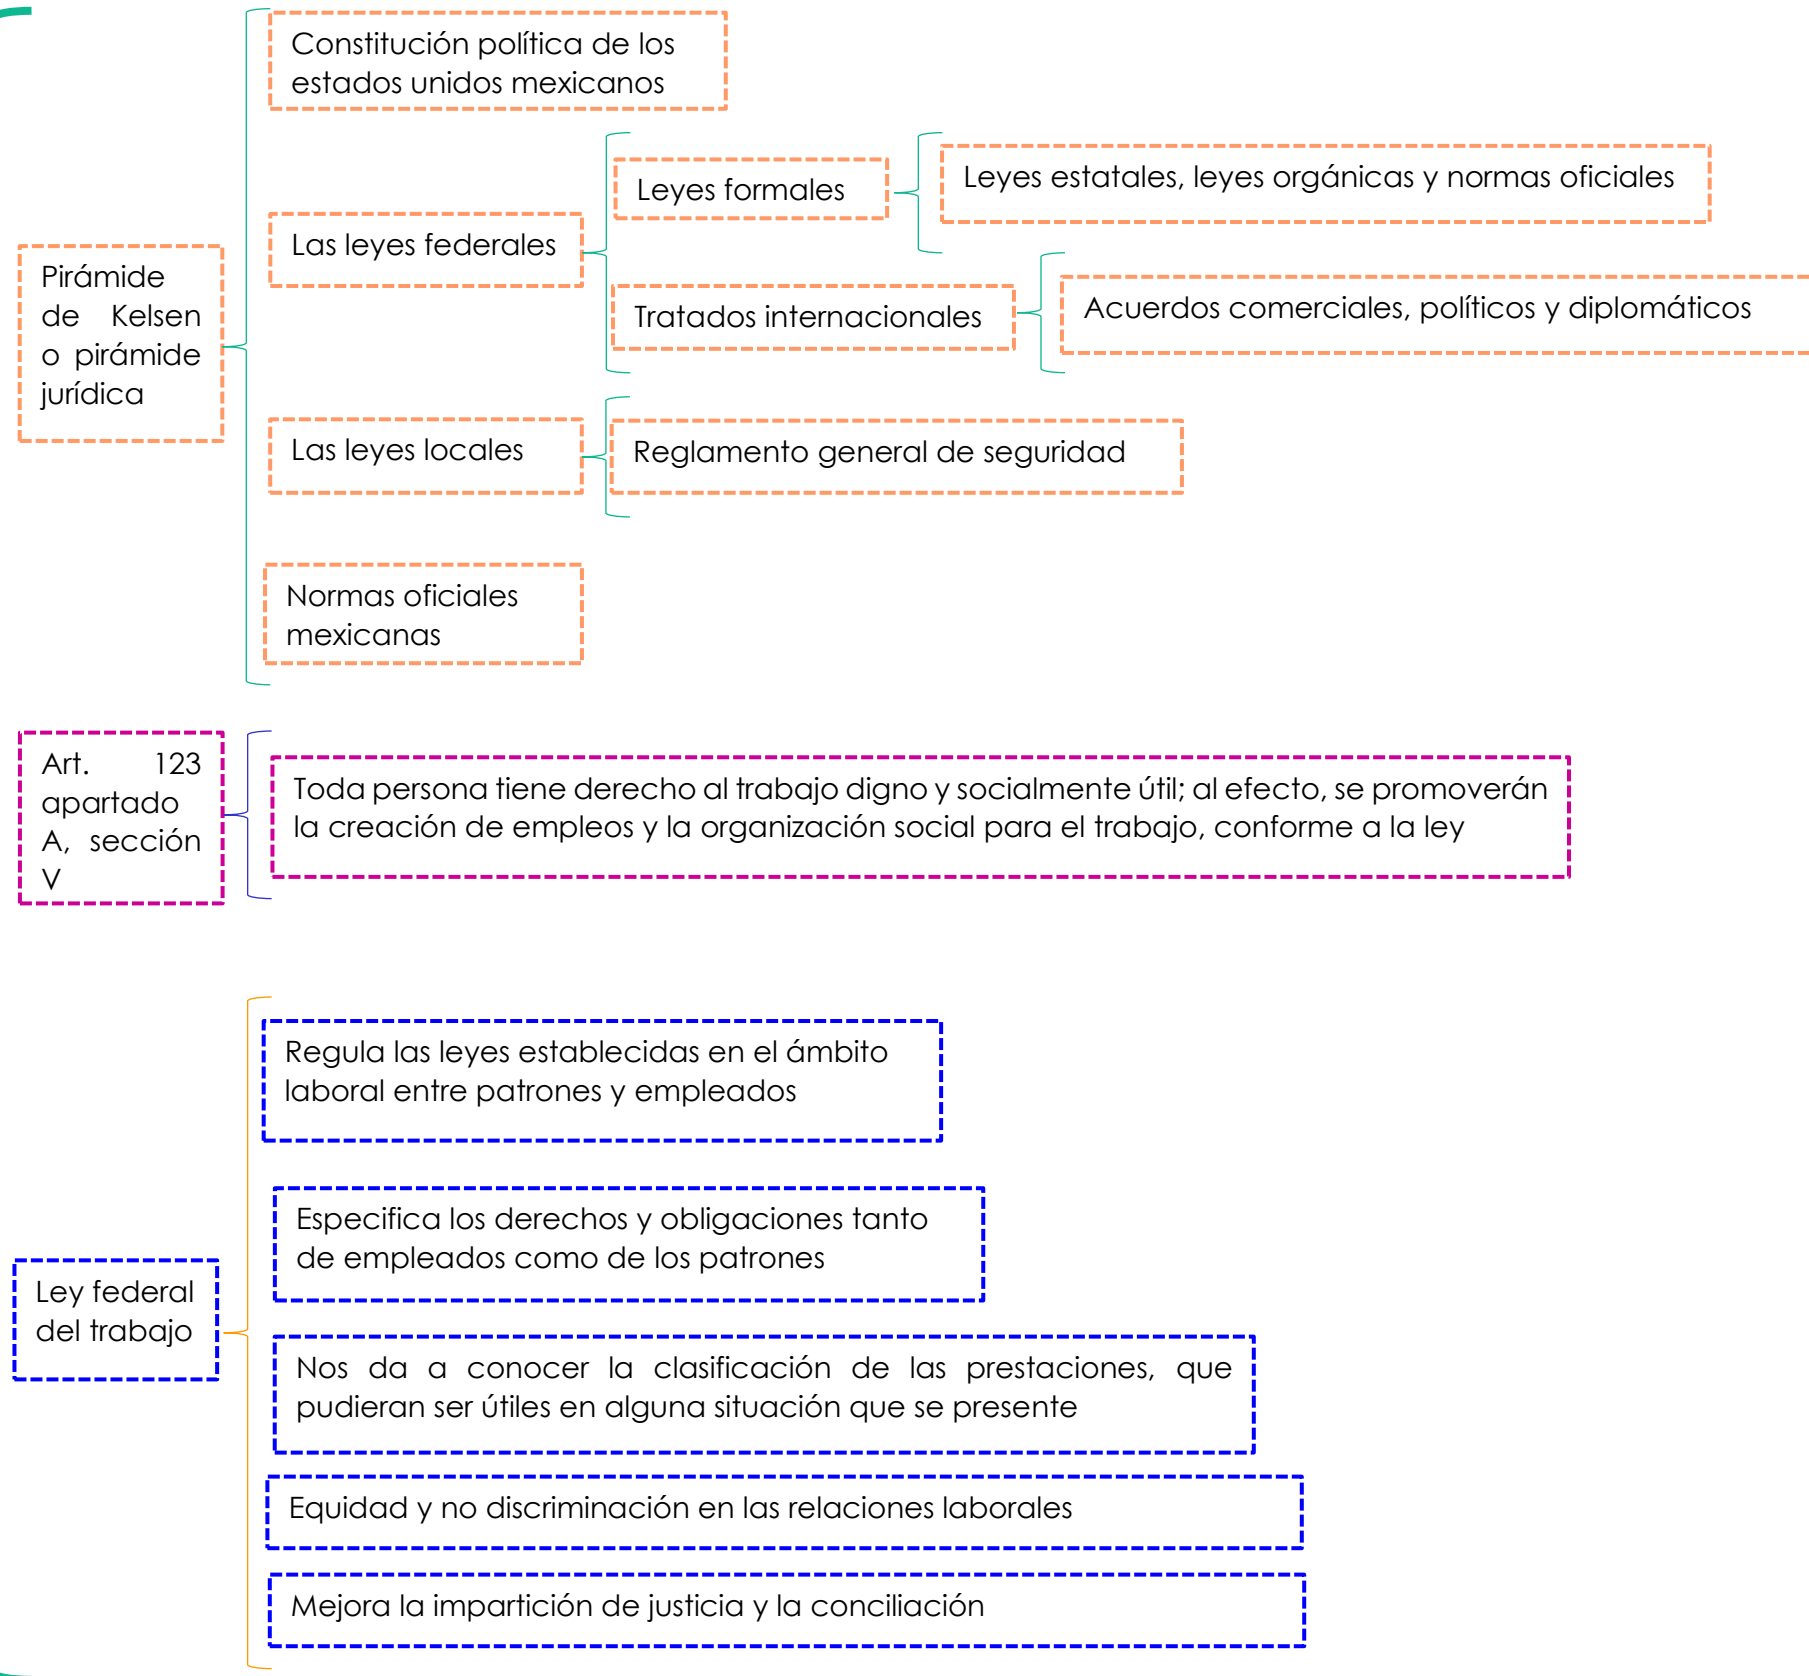 Constitución política de los
estados unidos mexicanos
Leyes formales
Leyes estatales, leyes orgánicas y normas oficiales
Las leyes federales
Pirámide
de Kelsen
o pirámide
jurídica
Tratados internacionales
Acuerdos comerciales, políticos y diplomáticos
Las leyes locales
Reglamento general de seguridad
Normas oficiales
mexicanas
Art. 123
apartado
A, sección
V
Toda persona tiene derecho al trabajo digno y socialmente útil; al efecto, se promoverán
la creación de empleos y la organización social para el trabajo, conforme a la ley
Regula las leyes establecidas en el ámbito
laboral entre patrones y empleados
Especifica los derechos y obligaciones tanto
de empleados como de los patrones
Ley federal
del trabajo
Nos da a conocer la clasificación de las prestaciones, que
pudieran ser útiles en alguna situación que se presente
Equidad y no discriminación en las relaciones laborales
Mejora la impartición de justicia y la conciliación